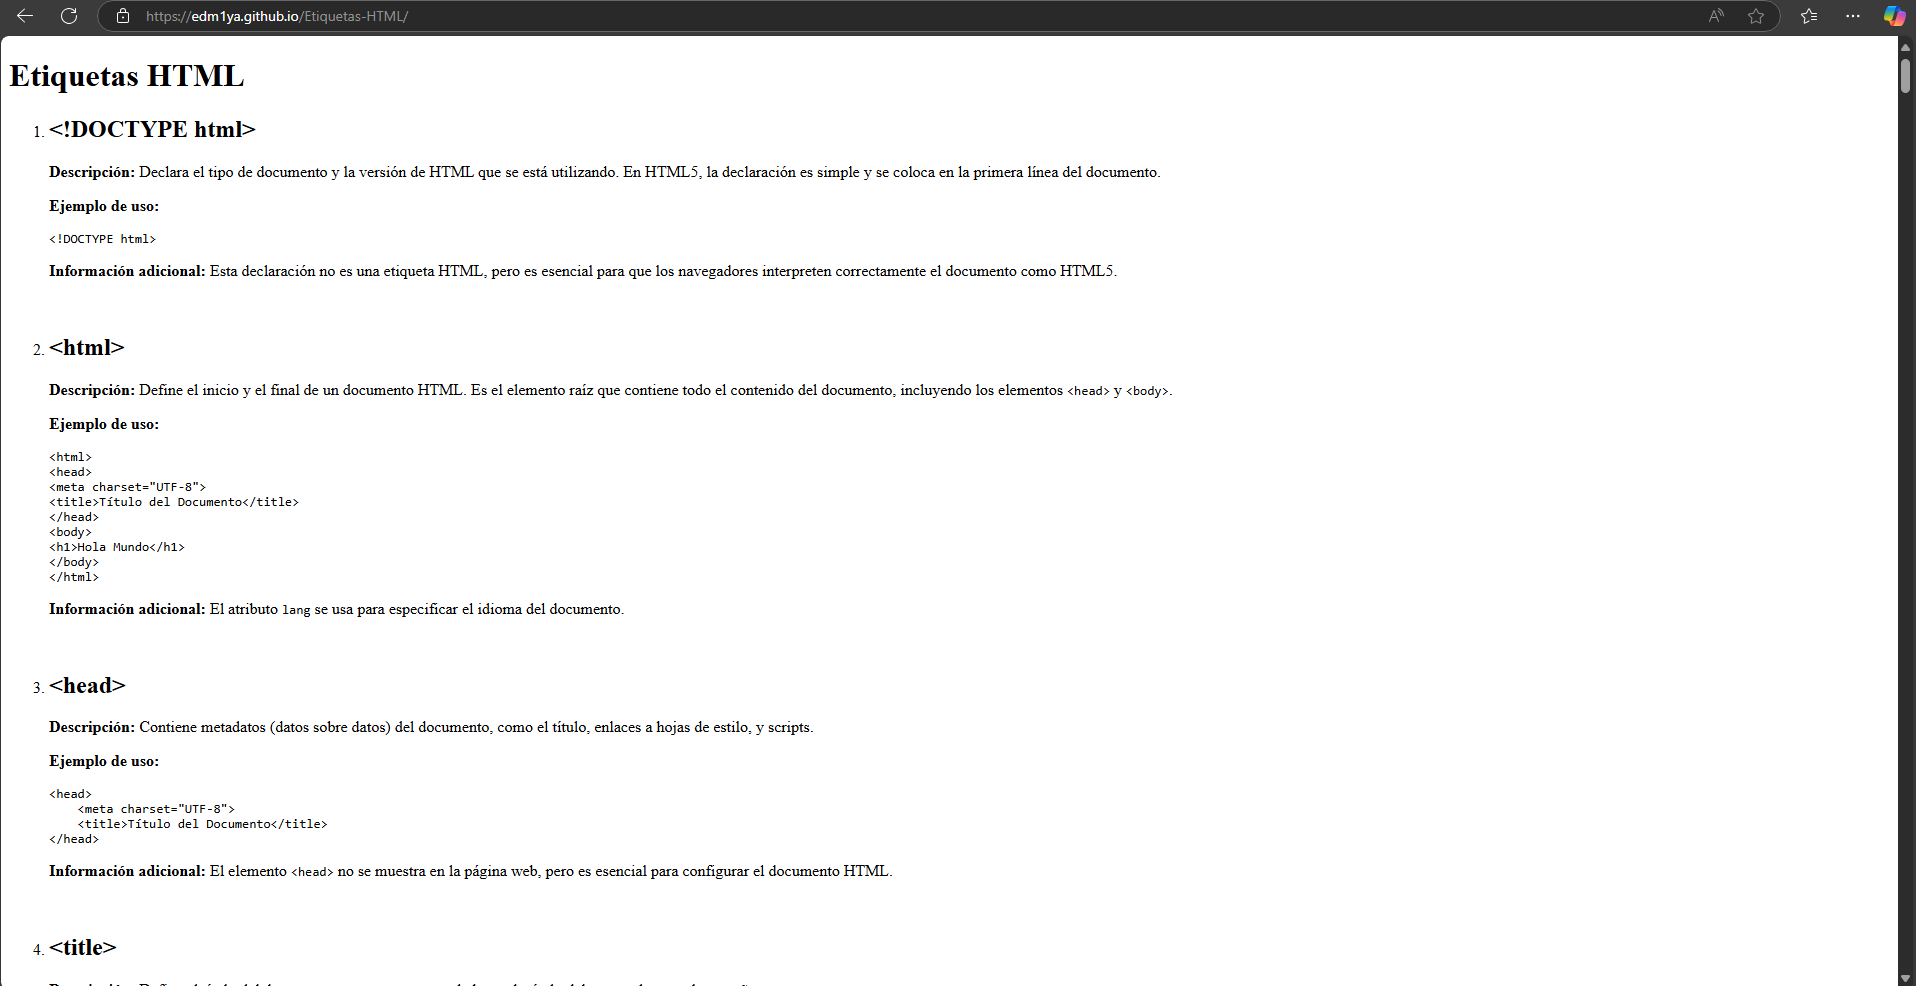 https://edm1ya.github.io/Etiquetas-HTML/
Etiquetas HTML
1. <!DOCTYPE html>
Descripción: Declara el tipo de documento y la versión de HTML que se está utilizando. En HTML5, la declaración es simple y se coloca en la primera línea del documento.
Ejemplo de uso:
<!DOCTYPE html>
Información adicional: Esta declaración no es una etiqueta HTML, pero es esencial para que los navegadores interpreten correctamente el documento como HTML5.
2. <html>
Descripción: Define el inicio y el final de un documento HTML. Es el elemento raíz que contiene todo el contenido del documento, incluyendo los elementos <head> y <body>.
Ejemplo de uso:
<html>
<head>
<meta charset="UTF-8">
<title>Título del Documento</title>
</head>
<body>
<h1>Hola Mundo</h1>
</body>
</html>
Información adicional: El atributo lang se usa para especificar el idioma del documento.
3. <head>
Descripción: Contiene metadatos (datos sobre datos) del documento, como el título, enlaces a hojas de estilo, y scripts.
Ejemplo de uso:
<head>
    <meta charset="UTF-8">
    <title>Título del Documento</title>
</head>
Información adicional: El elemento <head> no se muestra en la página web, pero es esencial para configurar el documento HTML.
4. <title>